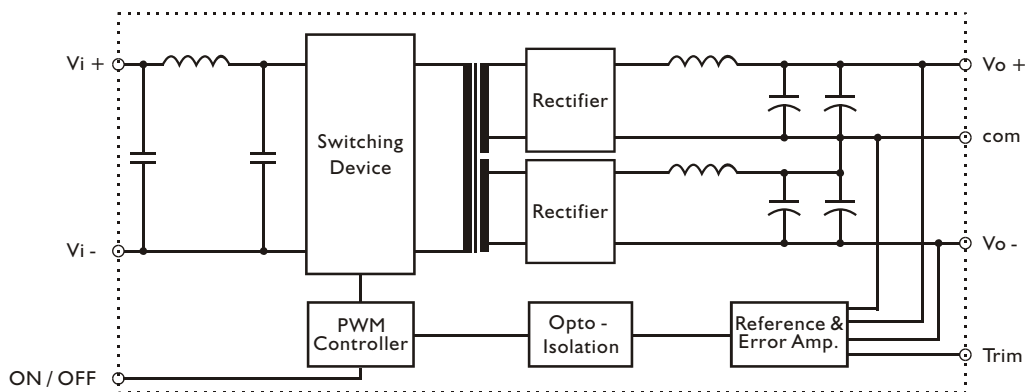 Vi +
Vo +
Rectifier
com
Switching
Device
Rectifier
Vi -
Vo -
PWM
Controller
Opto -
Isolation
Reference &
Error Amp.
Trim
ON / OFF